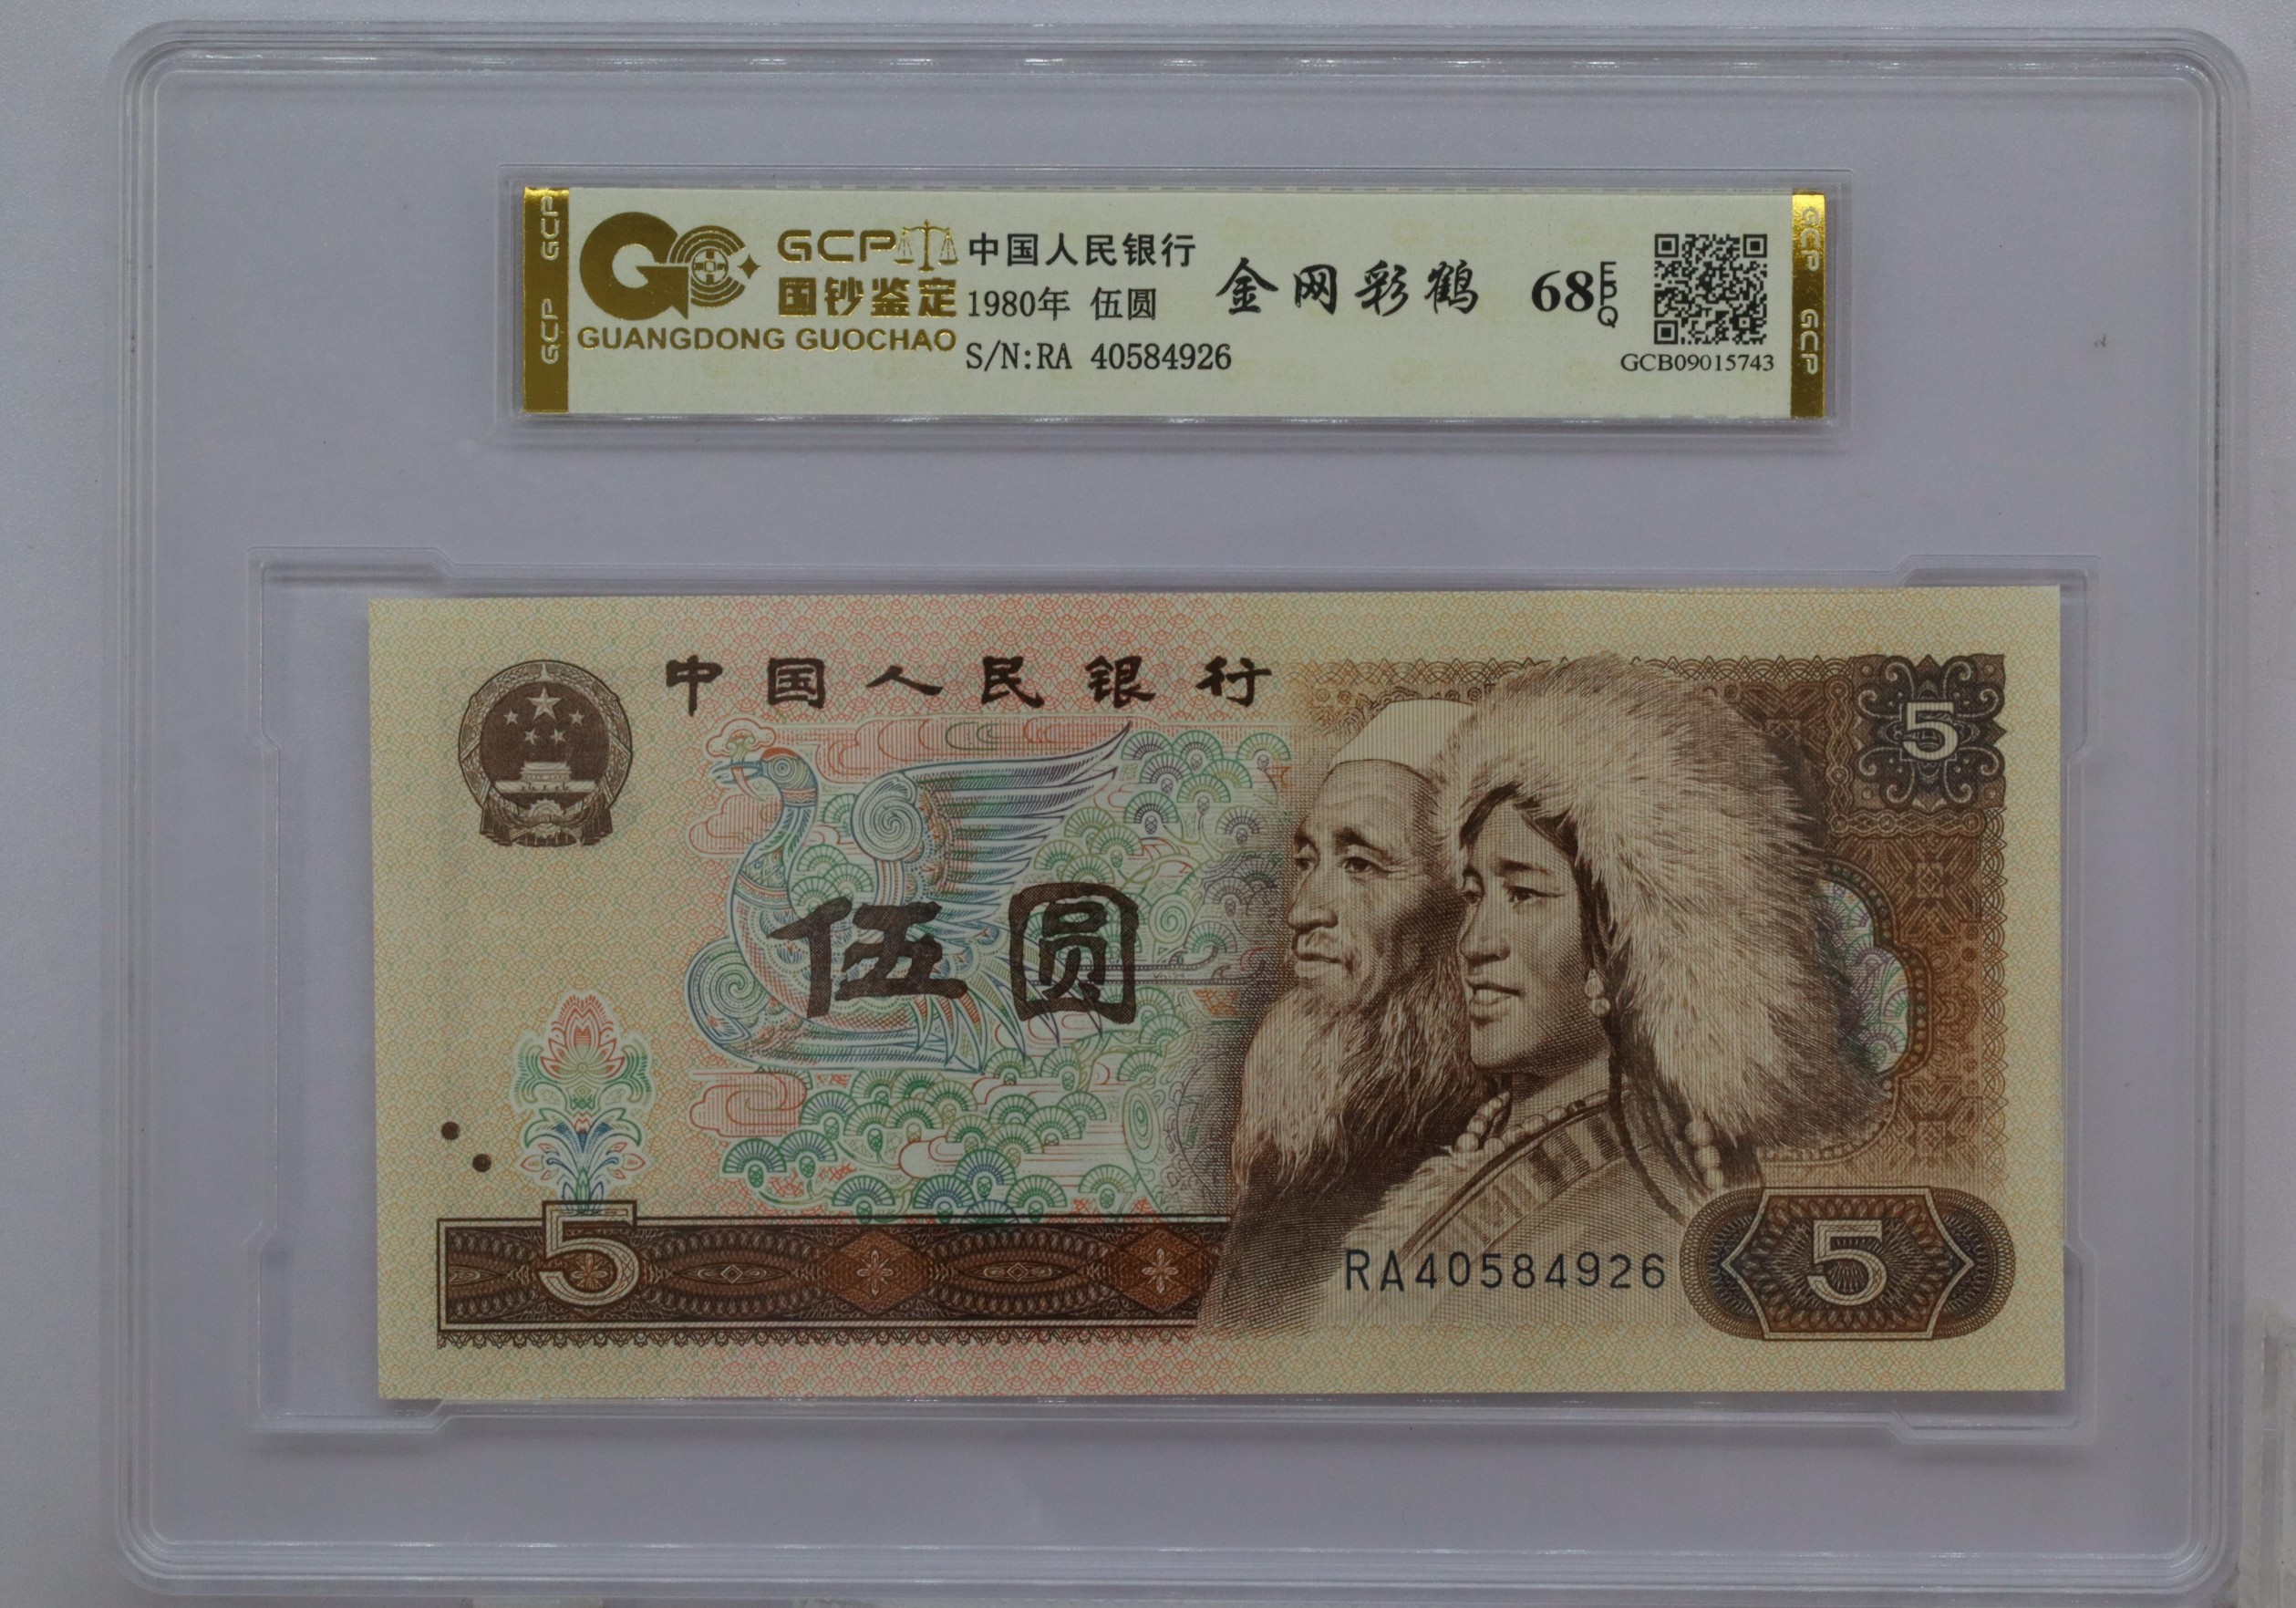 GCP GCP
GCP
国钞鉴定
GUANGDONG GUOCHAO
中国人民银行
1980年 伍圆
S/N:RA 40584926
金网彩鹤
68 EPQ
GCB09015743
GCP GCP
中国人民银行
5
伍圆
5
RA40584926
5